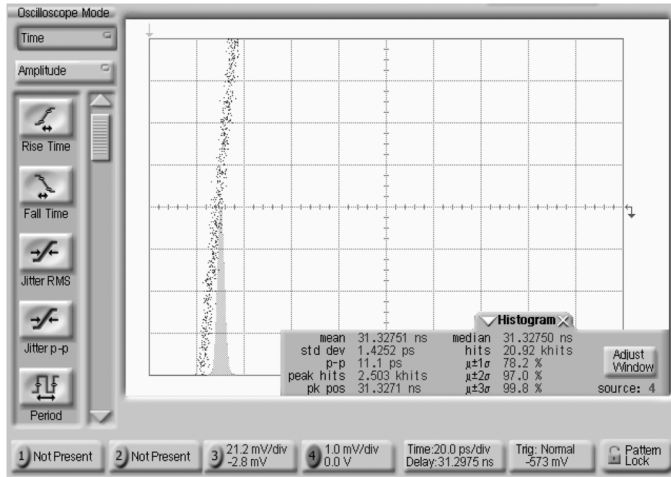 Oscilloscope Mode
Time
Amplitude
Rise Time
Fall Time
Jitter RMS
Jitter p-p
Period
Histogram
mean 31.32751 ns median 31.32750 ns
std dev 1.4252 ps hits 20.92 khits
p-p 11.1 ps μ±1σ 78.2 %
peak hits 2.503 khits μ±2σ 97.0 %
pk pos 31.3271 ns μ±3σ 99.8 %
Adjust
Window
source: 4
1 Not Present
2 Not Present
3 21.2 mV/div
-2.8 mV
4 1.0 mV/div
0.0 V
Time:20.0 ps/div
Delay:31.2975 ns
Trig: Normal
-573 mV
Pattern
Lock